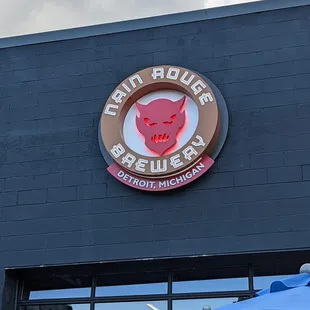 NAIN ROUGE
BREWERY
DETROIT, MICHIGAN